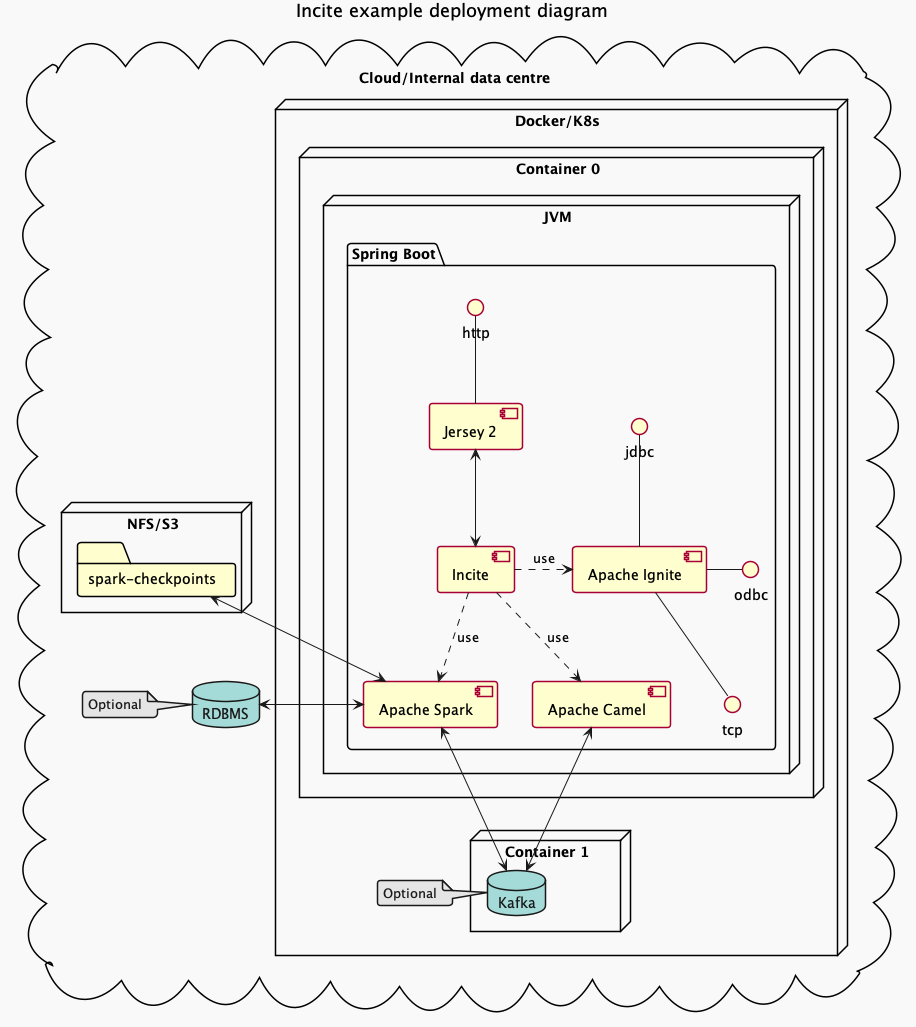 Incite example deployment diagram
Cloud/Internal data centre
Docker/K8s
Container 0
JVM
Spring Boot
http
Jersey 2
jdbc
NFS/S3
spark-checkpoints
Incite
use
Apache Ignite
odbc
use
use
Optional
RDBMS
Apache Spark
Apache Camel
tcp
Container 1
Optional
Kafka